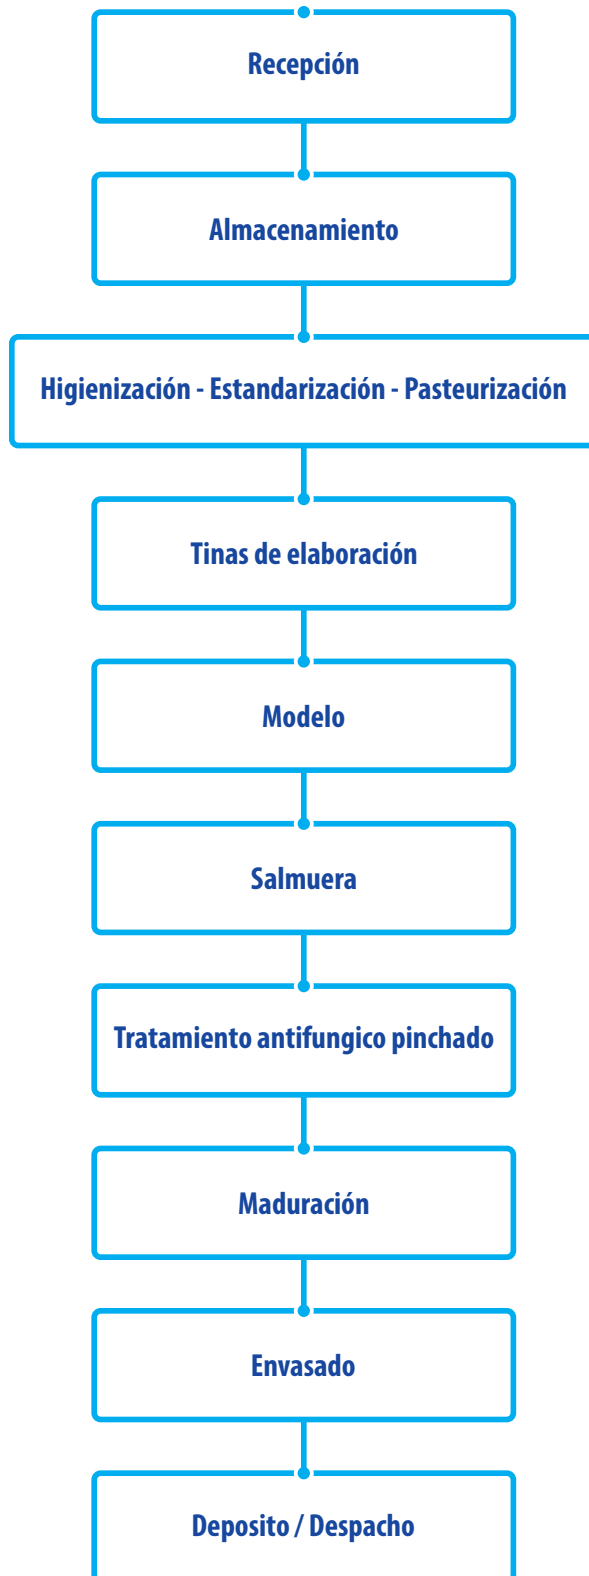 Recepción
Almacenamiento
Higienización - Estandarización - Pasteurización
Tinas de elaboración
Modelo
Salmuera
Tratamiento antifungico pinchado
Maduración
Envasado
Deposito / Despacho